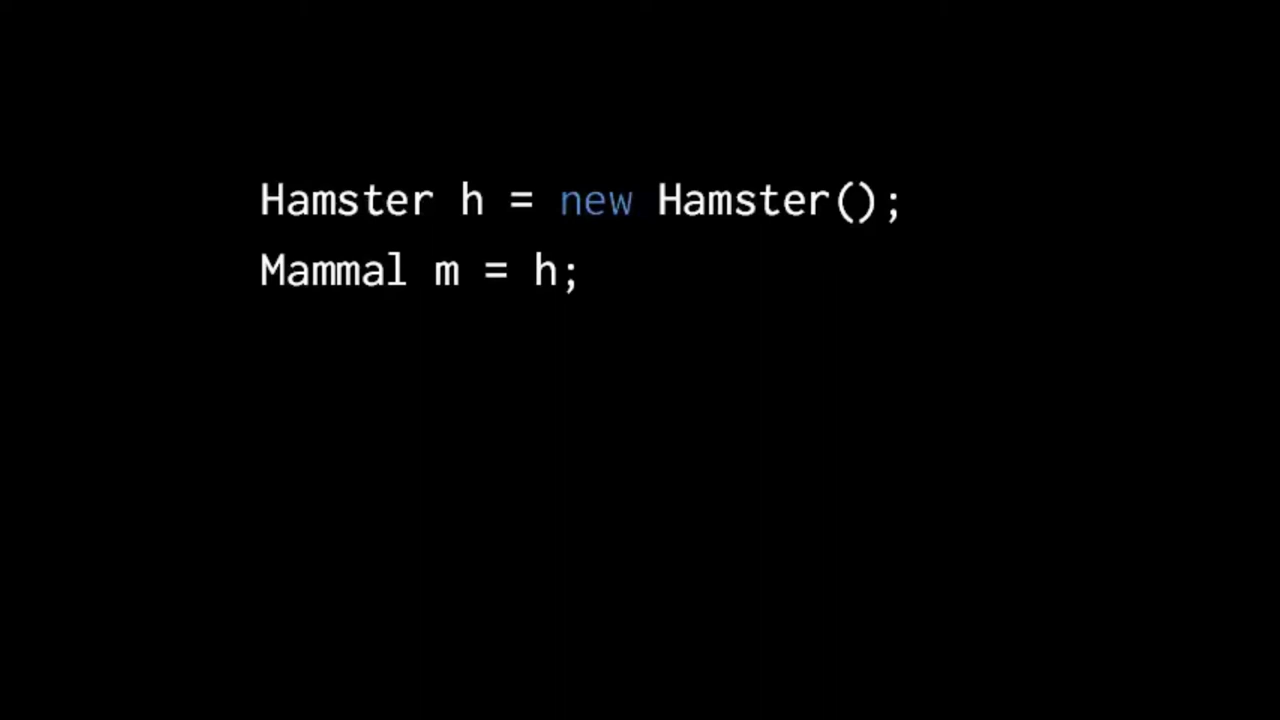 Hamster h = new Hamster();
Mammal m = h;